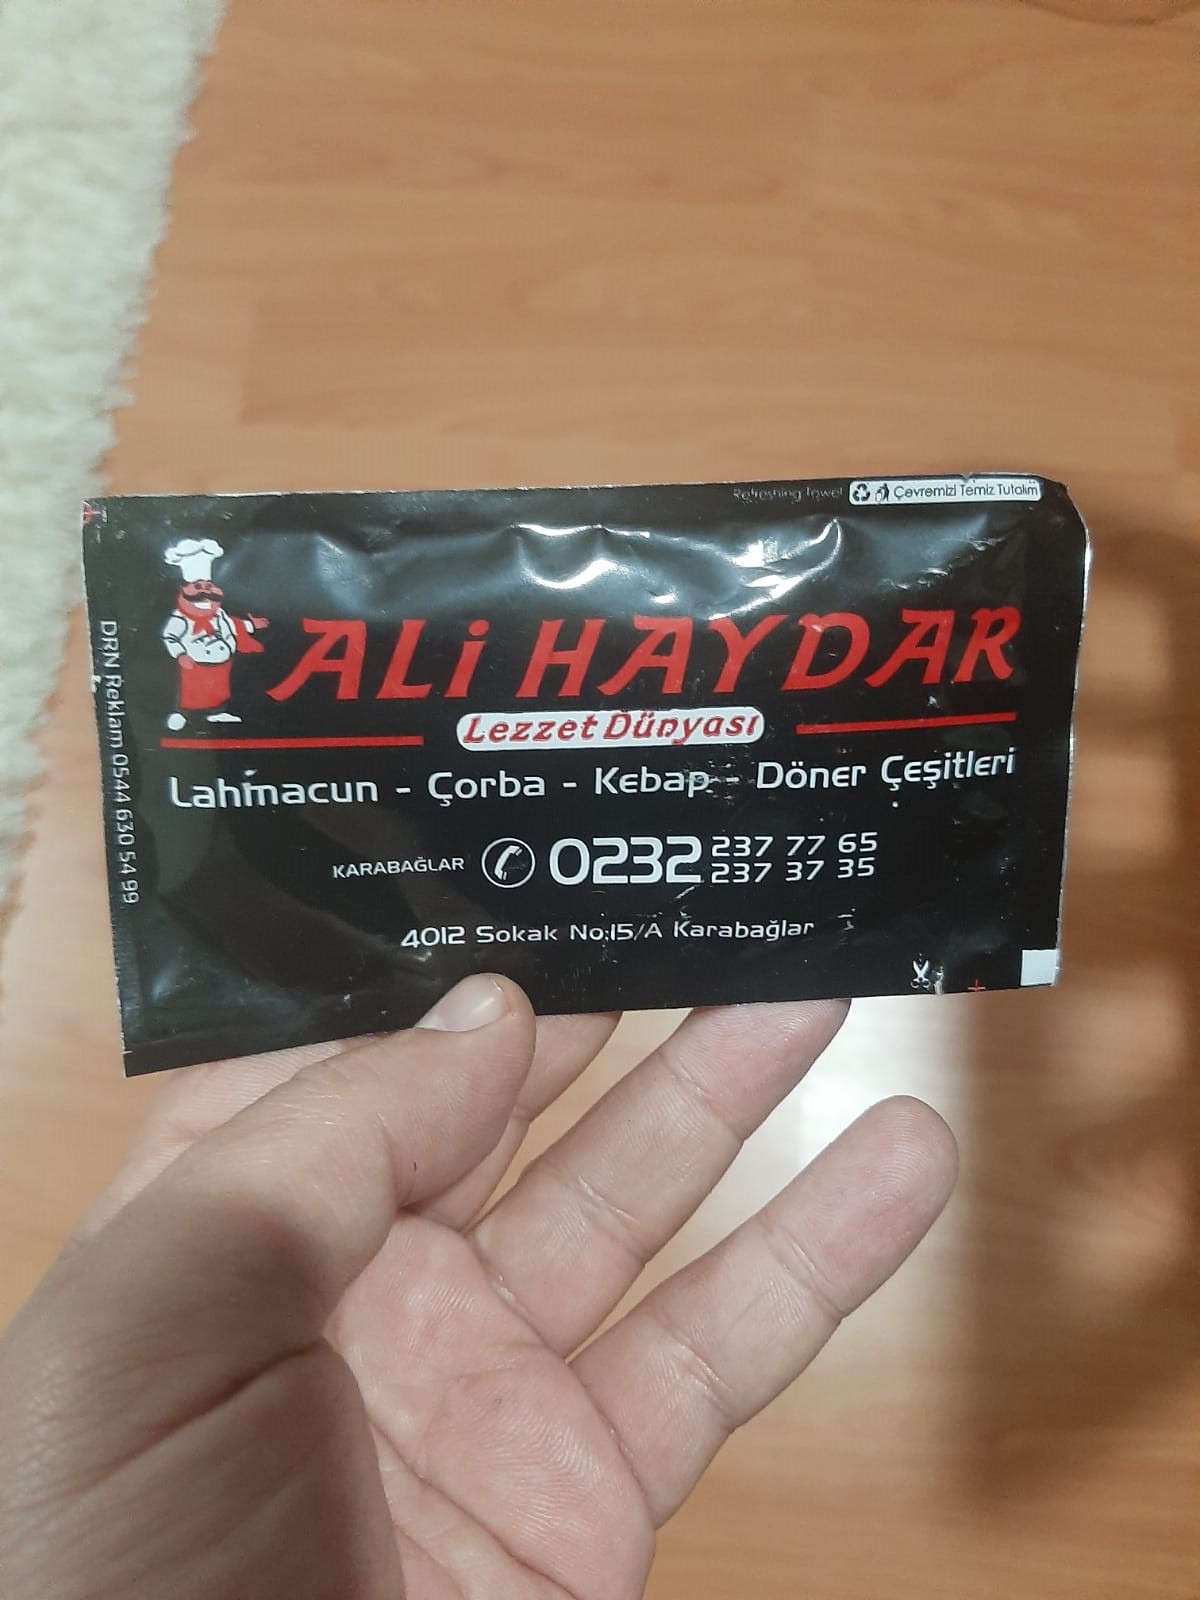 Refreshing Towel Çevremizi Temiz Tutalım
ALİ HAYDAR
Lezzet Dünyası
Lahmacun - Çorba - Kebap - Döner Çeşitleri
KARABAĞLAR 0232 237 77 65
237 37 35
4012 Sokak No:15/A Karabağlar
DRN Reklam 0544 630 54 99